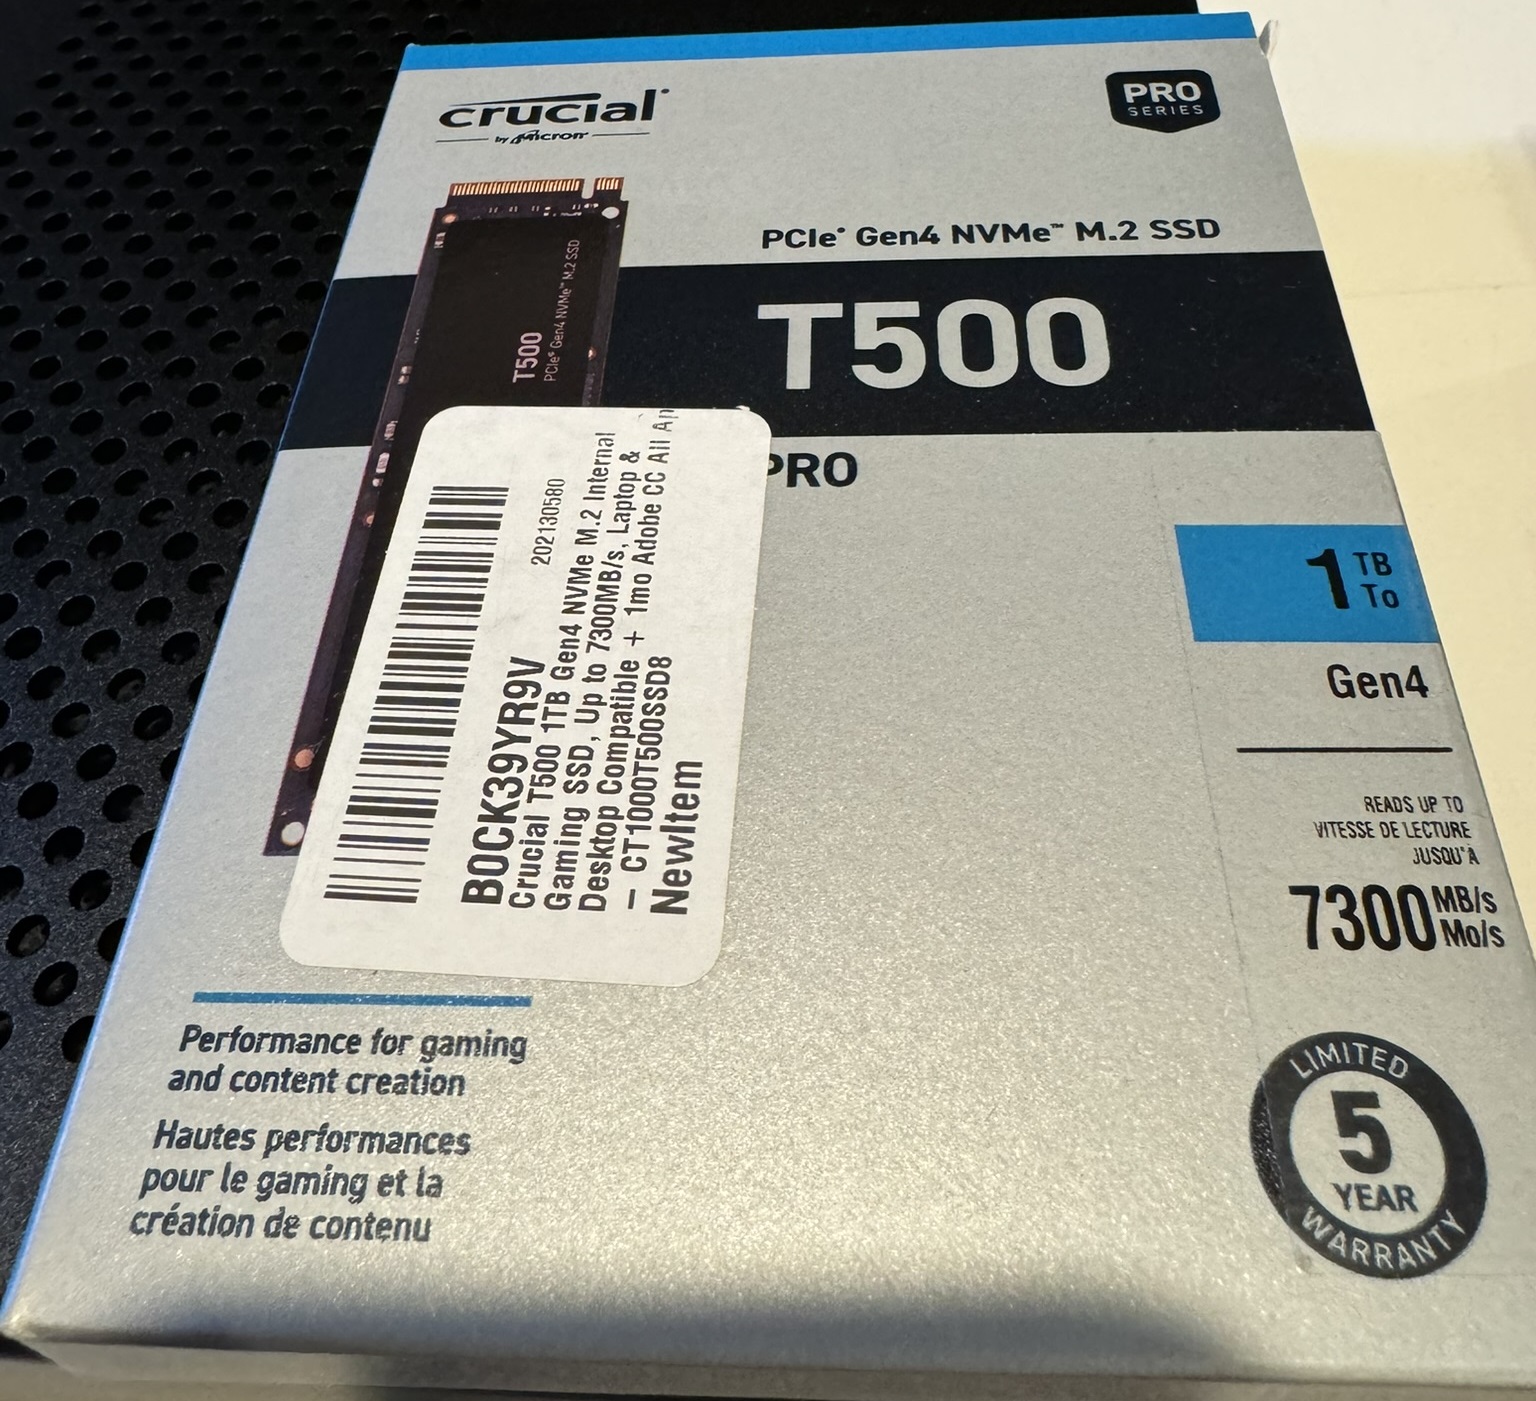 crucial
by Micron
PRO
SERIES
PCIe® Gen4 NVMe™ M.2 SSD
T500
T500
PCIe® Gen4 NVMe™ M.2 SSD
PRO
202130580
B0CK39YR9V
Crucial T500 1TB Gen4 NVMe M.2 Internal
Gaming SSD, Up to 7300MB/s, Laptop &
Desktop Compatible + 1mo Adobe CC All Ap
– CT1000T500SSD8
NewItem
1 TB
To
Gen4
READS UP TO
VITESSE DE LECTURE
JUSQU'À
7300 MB/s
Mo/s
Performance for gaming
and content creation
Hautes performances
pour le gaming et la
création de contenu
LIMITED
5
YEAR
WARRANTY